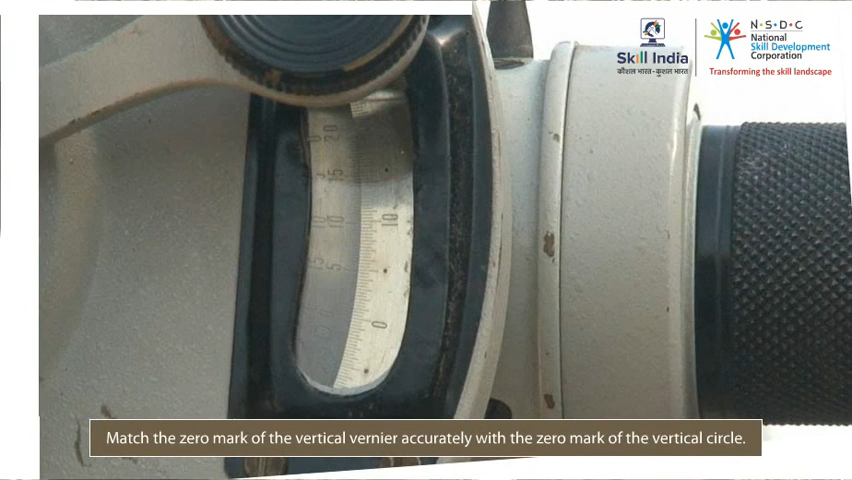 Skill India
कौशल भारत-कुशल भारत
N·S·D·C
National
Skill Development
Corporation
Transforming the skill landscape
20
15
10
10
10
5
0
Match the zero mark of the vertical vernier accurately with the zero mark of the vertical circle.